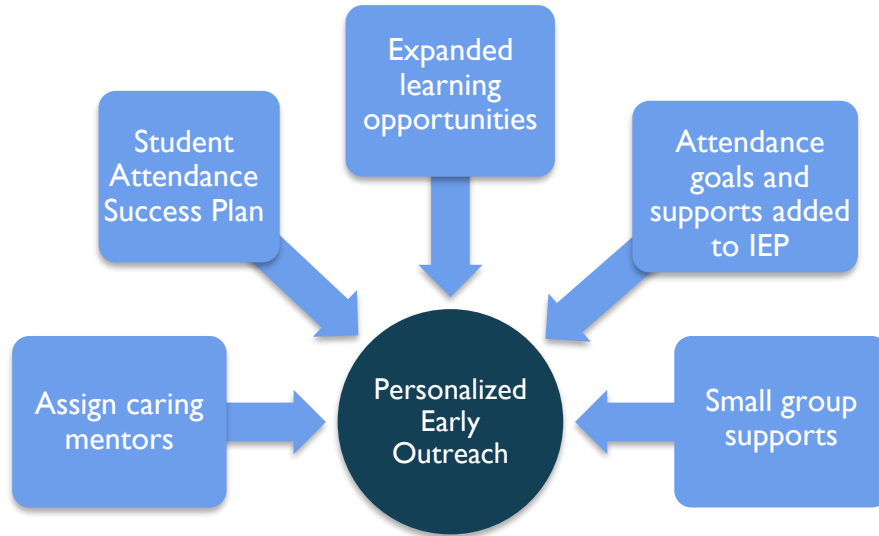 Expanded
learning
opportunities
Student
Attendance
Success Plan
Attendance
goals and
supports added
to IEP
Assign caring
mentors
Personalized
Early
Outreach
Small group
supports